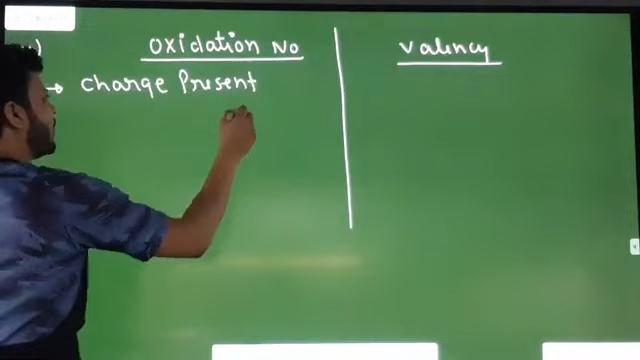 Oxidation No
Valency
→ Charge Present